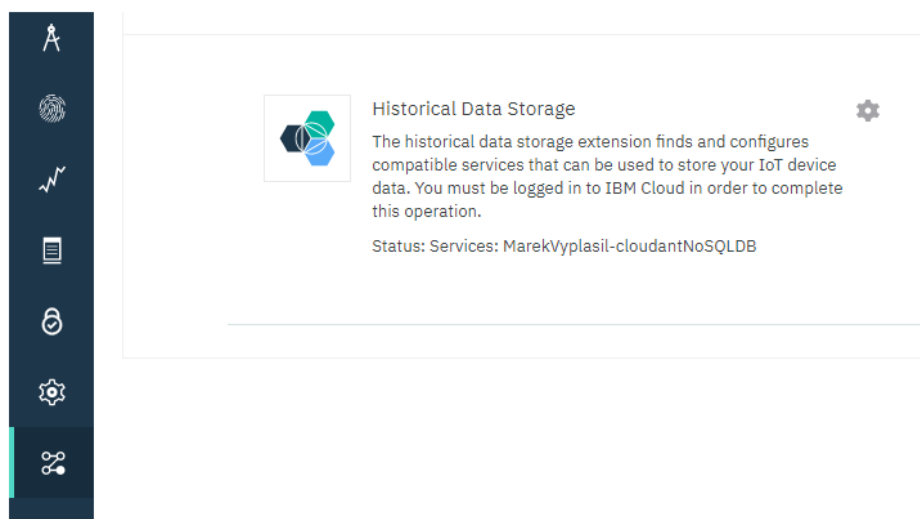 Historical Data Storage
The historical data storage extension finds and configures
compatible services that can be used to store your IoT device
data. You must be logged in to IBM Cloud in order to complete
this operation.
Status: Services: MarekVyplasil-cloudantNoSQLDB